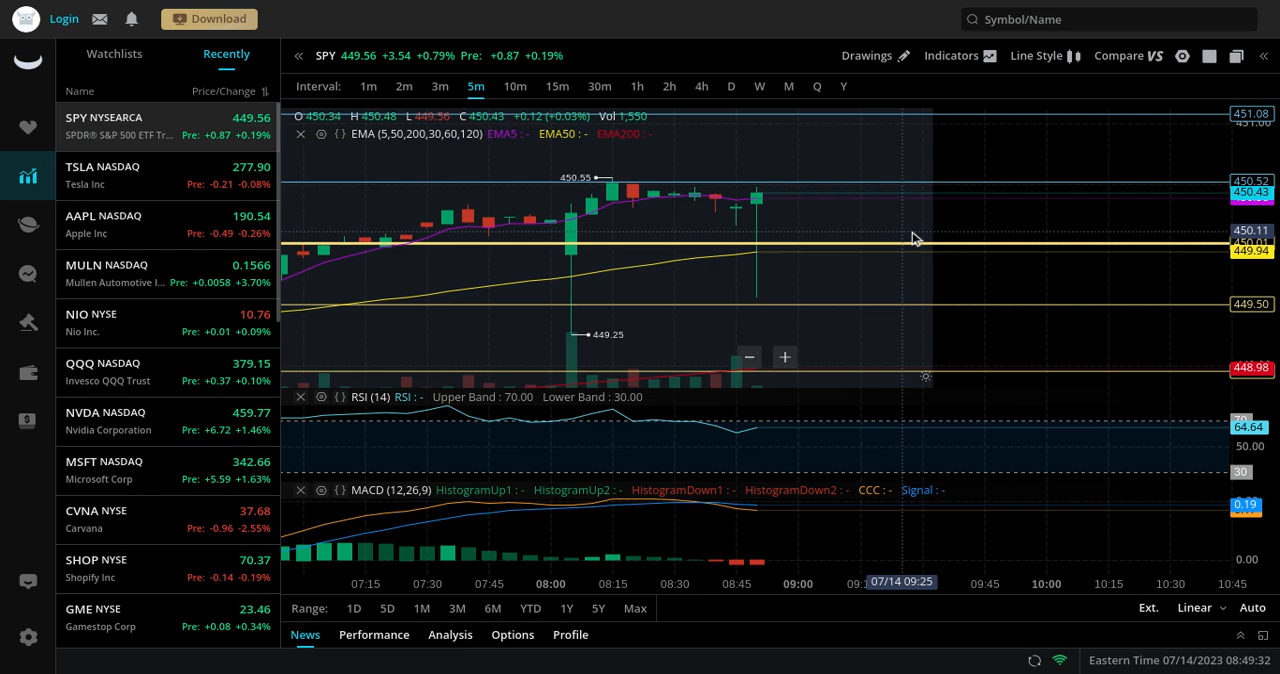 Login Download Symbol/Name
Watchlists Recently
Name Price/Change
SPY NYSEARCA 449.56
SPDR® S&P 500 ETF Tr... Pre: +0.87 +0.19%
TSLA NASDAQ 277.90
Tesla Inc Pre: -0.21 -0.08%
AAPL NASDAQ 190.54
Apple Inc Pre: -0.49 -0.26%
MULN NASDAQ 0.1566
Mullen Automotive I... Pre: +0.0058 +3.70%
NIO NYSE 10.76
Nio Inc. Pre: +0.01 +0.09%
QQQ NASDAQ 379.15
Invesco QQQ Trust Pre: +0.37 +0.10%
NVDA NASDAQ 459.77
Nvidia Corporation Pre: +6.72 +1.46%
MSFT NASDAQ 342.66
Microsoft Corp Pre: +5.59 +1.63%
CVNA NYSE 37.68
Carvana Pre: -0.96 -2.55%
SHOP NYSE 70.37
Shopify Inc Pre: -0.14 -0.19%
GME NYSE 23.46
Gamestop Corp Pre: +0.08 +0.34%
SPY 449.56 +3.54 +0.79% Pre: +0.87 +0.19% Drawings Indicators Line Style Compare VS
Interval: 1m 2m 3m 5m 10m 15m 30m 1h 2h 4h D W M Q Y
O 450.34 H 450.48 L 449.56 C 450.43 +0.12 (+0.03%) Vol 1,550
EMA (5,50,200,30,60,120) EMA5 : - EMA50 : - EMA200 : -
451.08
451.00
450.55
450.52
450.43
450.11
450.01
449.94
449.50
449.25
448.98
RSI (14) RSI : - Upper Band : 70.00 Lower Band : 30.00
70
64.64
50.00
30
MACD (12,26,9) HistogramUp1 : - HistogramUp2 : - HistogramDown1 : - HistogramDown2 : - CCC : - Signal : -
0.19
0.00
07:15 07:30 07:45 08:00 08:15 08:30 08:45 09:00 07/14 09:25 09:45 10:00 10:15 10:30 10:45
Range: 1D 5D 1M 3M 6M YTD 1Y 5Y Max Ext. Linear Auto
News Performance Analysis Options Profile
Eastern Time 07/14/2023 08:49:32